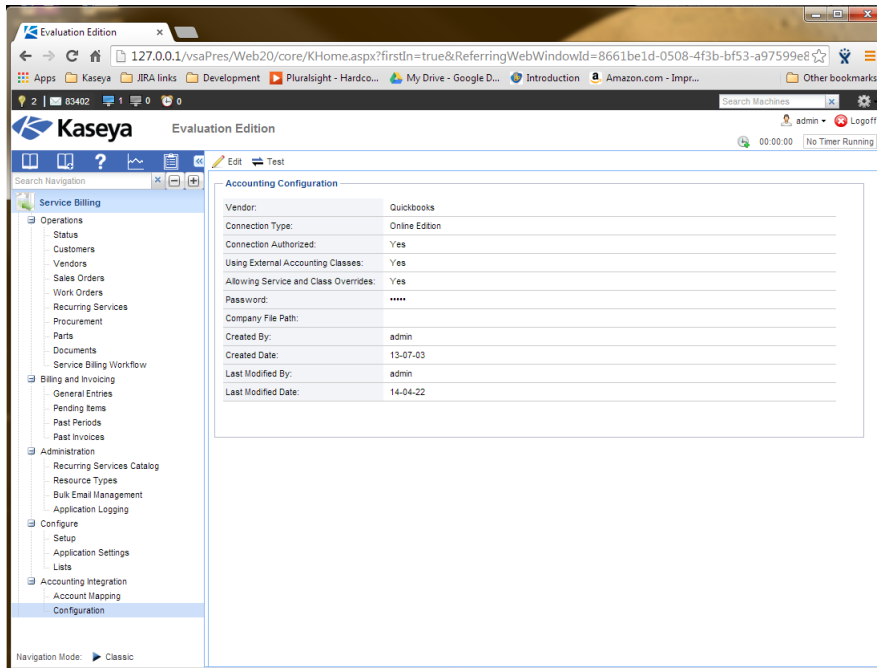 Evaluation Edition
127.0.0.1/vsaPres/Web20/core/KHome.aspx?firstIn=true&ReferringWebWindowId=8661be1d-0508-4f3b-bf53-a97599e8
Apps Kaseya JIRA links Development Pluralsight - Hardco... My Drive - Google D... Introduction Amazon.com - Impr... Other bookmarks
2 83402 1 0 0 Search Machines
Kaseya Evaluation Edition admin Logoff
00:00:00 No Timer Running
Edit Test
Search Navigation
Service Billing
Operations
Status
Customers
Vendors
Sales Orders
Work Orders
Recurring Services
Procurement
Parts
Documents
Service Billing Workflow
Billing and Invoicing
General Entries
Pending Items
Past Periods
Past Invoices
Administration
Recurring Services Catalog
Resource Types
Bulk Email Management
Application Logging
Configure
Setup
Application Settings
Lists
Accounting Integration
Account Mapping
Configuration
Navigation Mode: Classic
Accounting Configuration
Vendor: Quickbooks
Connection Type: Online Edition
Connection Authorized: Yes
Using External Accounting Classes: Yes
Allowing Service and Class Overrides: Yes
Password: •••••
Company File Path:
Created By: admin
Created Date: 13-07-03
Last Modified By: admin
Last Modified Date: 14-04-22